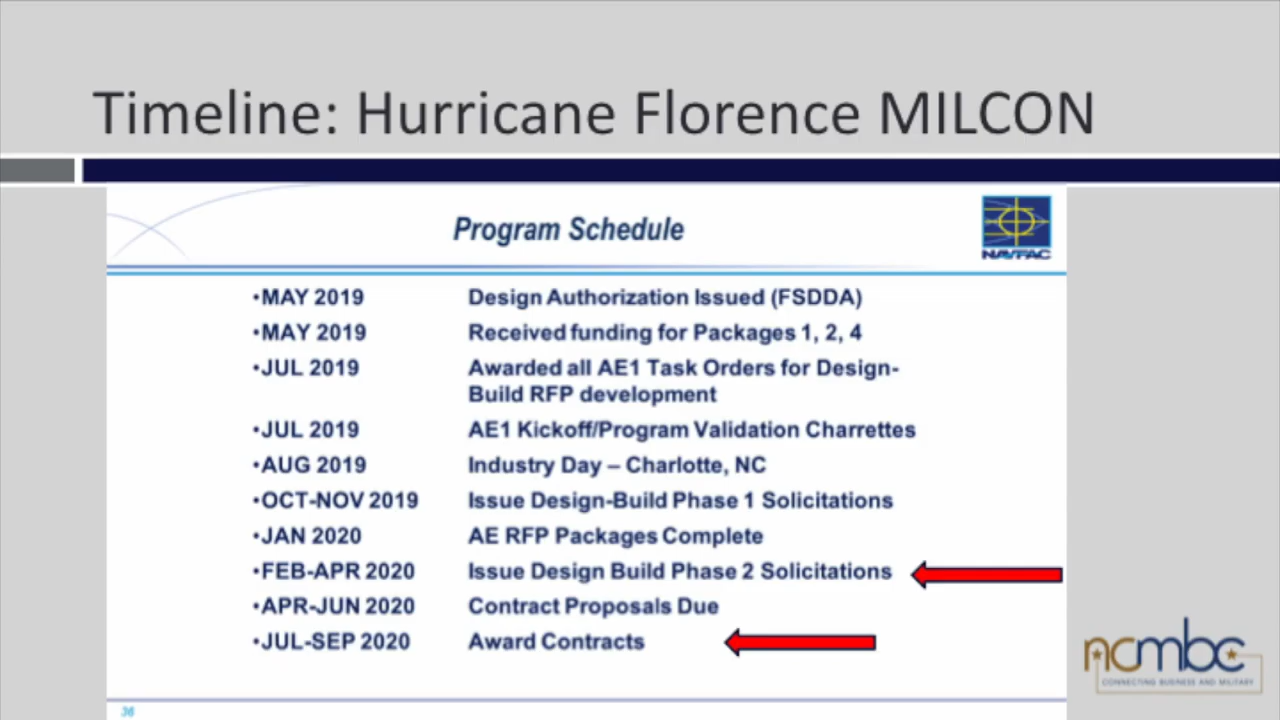 Timeline: Hurricane Florence MILCON
Program Schedule
NAVFAC
•MAY 2019 Design Authorization Issued (FSDDA)
•MAY 2019 Received funding for Packages 1, 2, 4
•JUL 2019 Awarded all AE1 Task Orders for Design-
Build RFP development
•JUL 2019 AE1 Kickoff/Program Validation Charrettes
•AUG 2019 Industry Day – Charlotte, NC
•OCT-NOV 2019 Issue Design-Build Phase 1 Solicitations
•JAN 2020 AE RFP Packages Complete
•FEB-APR 2020 Issue Design Build Phase 2 Solicitations
•APR-JUN 2020 Contract Proposals Due
•JUL-SEP 2020 Award Contracts
ncmbc
CONNECTING BUSINESS AND MILITARY
36